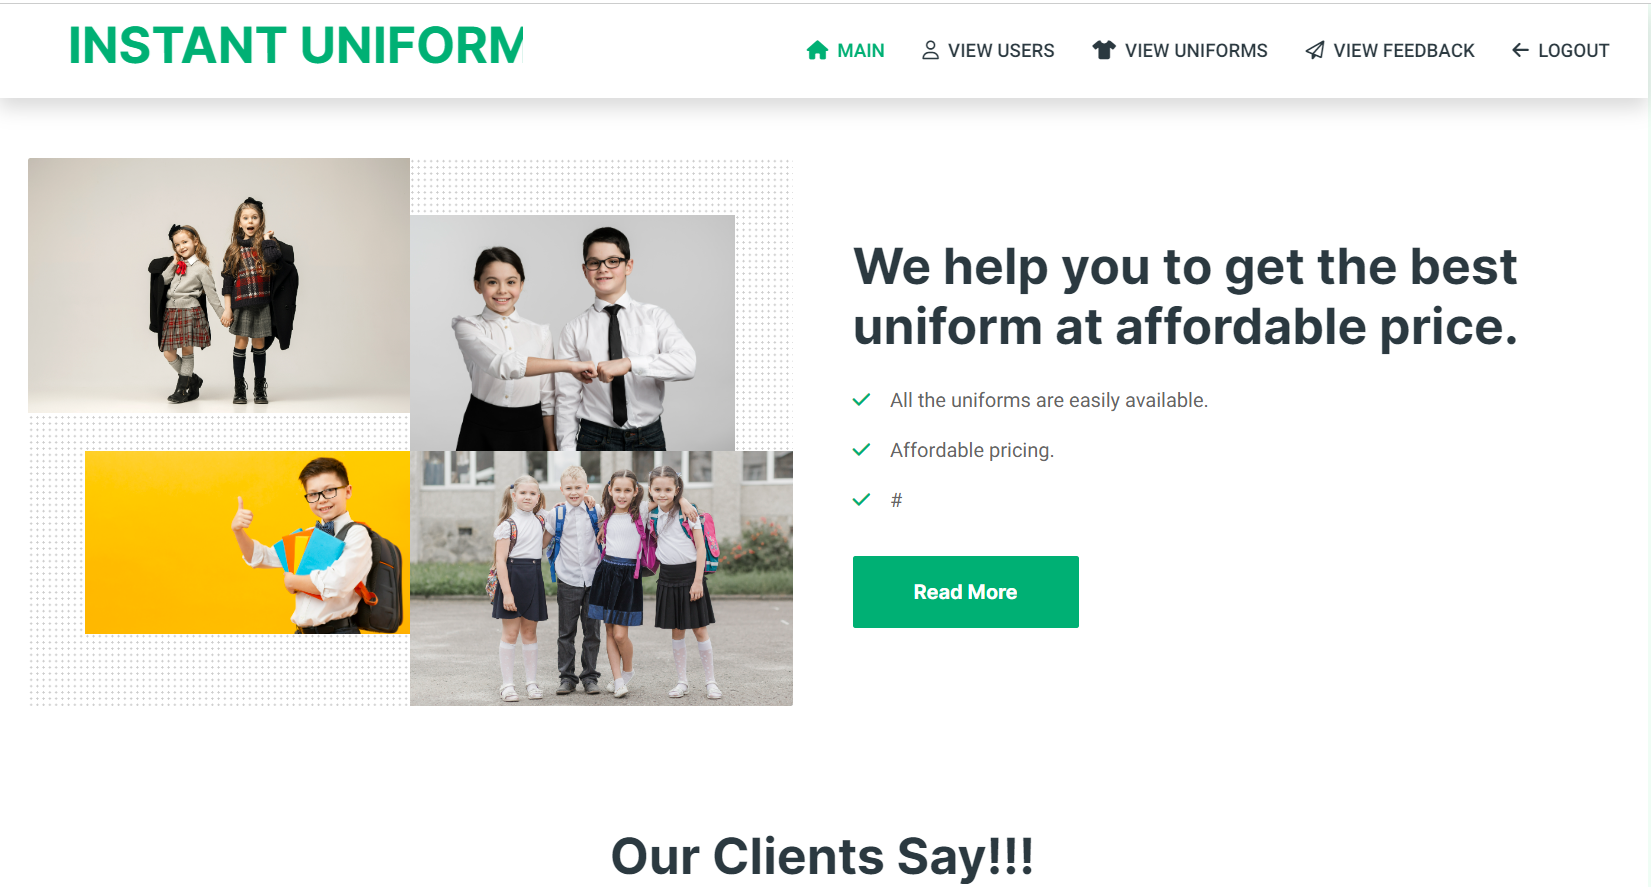 INSTANT UNIFORM
MAIN
VIEW USERS
VIEW UNIFORMS
VIEW FEEDBACK
LOGOUT
We help you to get the best
uniform at affordable price.
All the uniforms are easily available.
Affordable pricing.
#
Read More
Our Clients Say!!!